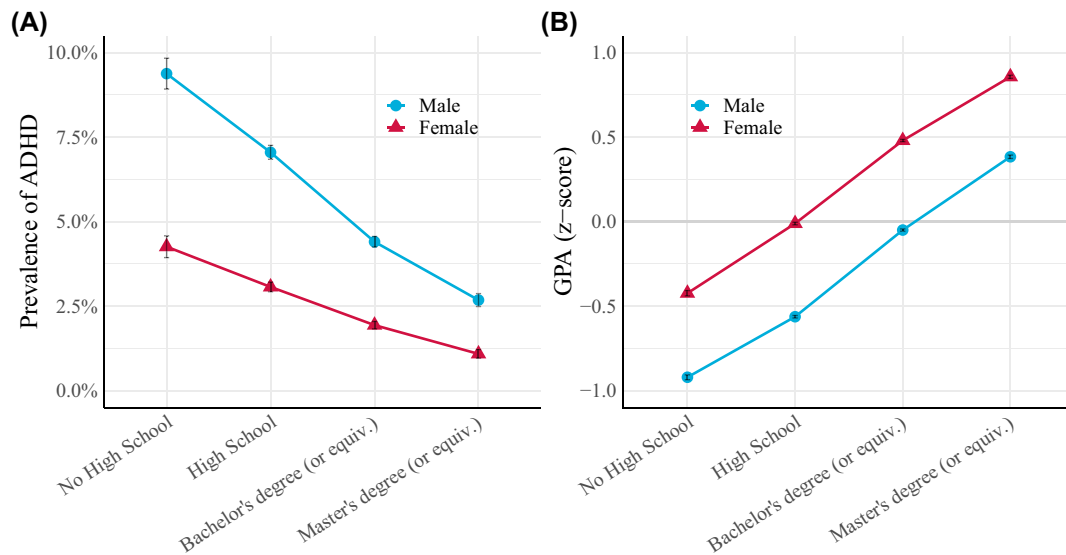 (A)
Prevalence of ADHD
10.0%
7.5%
5.0%
2.5%
0.0%
Male
Female
No High School
High School
Bachelor's degree (or equiv.)
Master's degree (or equiv.)
(B)
GPA (z−score)
1.0
0.5
0.0
−0.5
−1.0
Male
Female
No High School
High School
Bachelor's degree (or equiv.)
Master's degree (or equiv.)